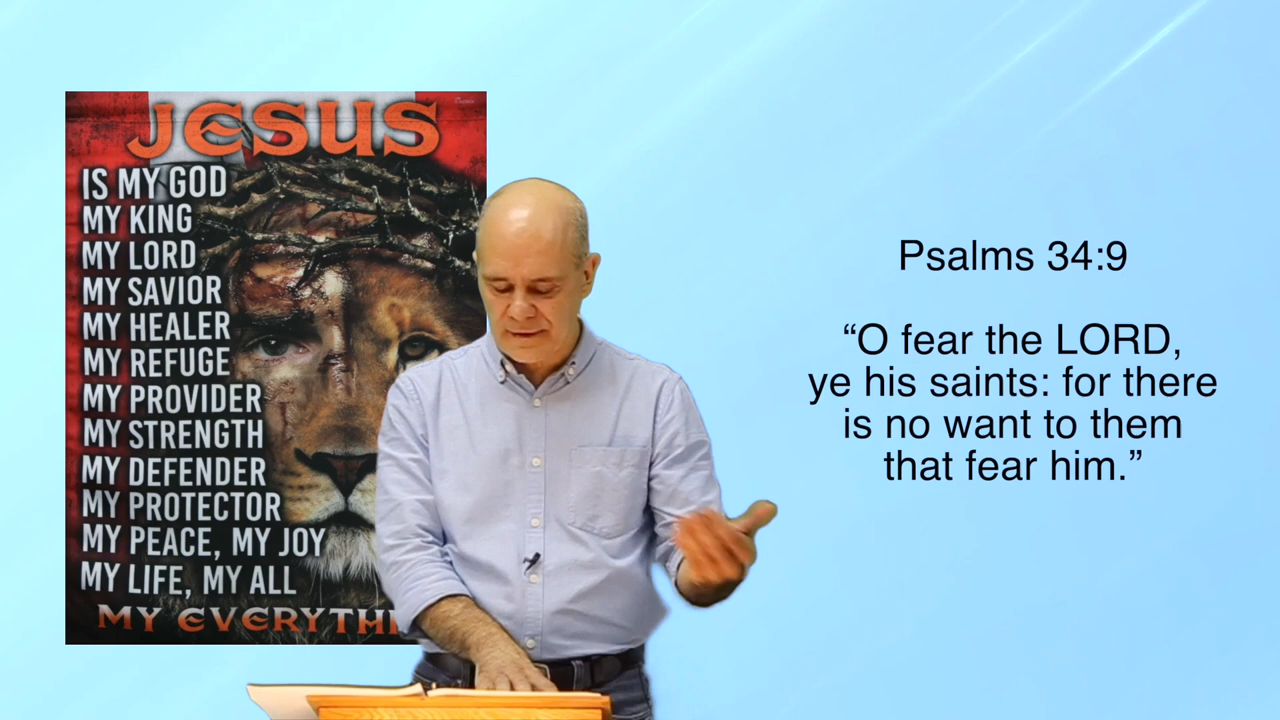 JESUS
IS MY GOD
MY KING
MY LORD
MY SAVIOR
MY HEALER
MY REFUGE
MY PROVIDER
MY STRENGTH
MY DEFENDER
MY PROTECTOR
MY PEACE, MY JOY
MY LIFE, MY ALL
MY EVERYTHI
Psalms 34:9
“O fear the LORD,
ye his saints: for there
is no want to them
that fear him.”